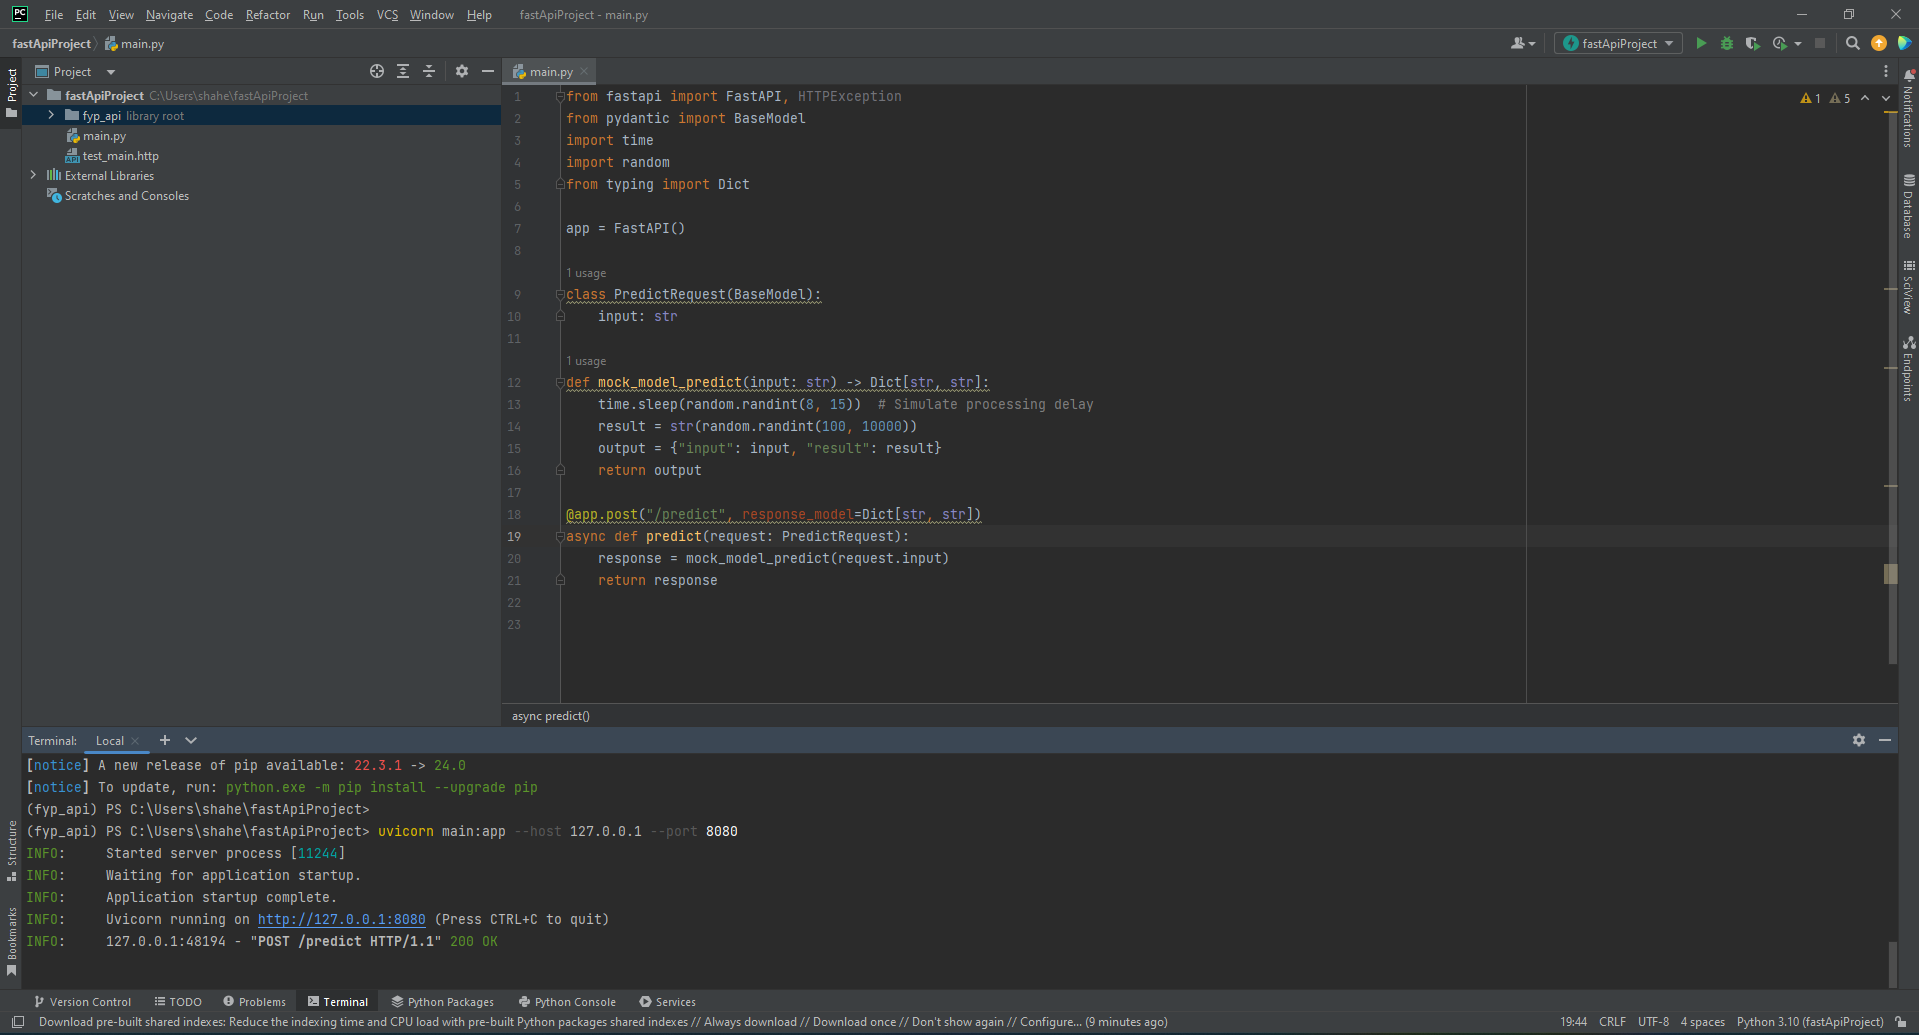 PC File Edit View Navigate Code Refactor Run Tools VCS Window Help fastApiProject - main.py
fastApiProject main.py fastApiProject
Project main.py
Project
fastApiProject C:\Users\shahe\fastApiProject
fyp_api library root
main.py
test_main.http
API
External Libraries
Scratches and Consoles
1 from fastapi import FastAPI, HTTPException
1 5
2 from pydantic import BaseModel
3 import time
4 import random
5 from typing import Dict
6
7 app = FastAPI()
8
1 usage
9 class PredictRequest(BaseModel):
10 input: str
11
1 usage
12 def mock_model_predict(input: str) -> Dict[str, str]:
13 time.sleep(random.randint(8, 15))  # Simulate processing delay
14 result = str(random.randint(100, 10000))
15 output = {"input": input, "result": result}
16 return output
17
18 @app.post("/predict", response_model=Dict[str, str])
19 async def predict(request: PredictRequest):
20 response = mock_model_predict(request.input)
21 return response
22
23
async predict()
Notifications
Database
SciView
Endpoints
Structure
Bookmarks
Terminal: Local
[notice] A new release of pip available: 22.3.1 -> 24.0
[notice] To update, run: python.exe -m pip install --upgrade pip
(fyp_api) PS C:\Users\shahe\fastApiProject>
(fyp_api) PS C:\Users\shahe\fastApiProject> uvicorn main:app --host 127.0.0.1 --port 8080
INFO: Started server process [11244]
INFO: Waiting for application startup.
INFO: Application startup complete.
INFO: Uvicorn running on http://127.0.0.1:8080 (Press CTRL+C to quit)
INFO: 127.0.0.1:48194 - "POST /predict HTTP/1.1" 200 OK
Version Control TODO Problems Terminal Python Packages Python Console Services
Download pre-built shared indexes: Reduce the indexing time and CPU load with pre-built Python packages shared indexes // Always download // Download once // Don't show again // Configure... (9 minutes ago) 19:44 CRLF UTF-8 4 spaces Python 3.10 (fastApiProject)